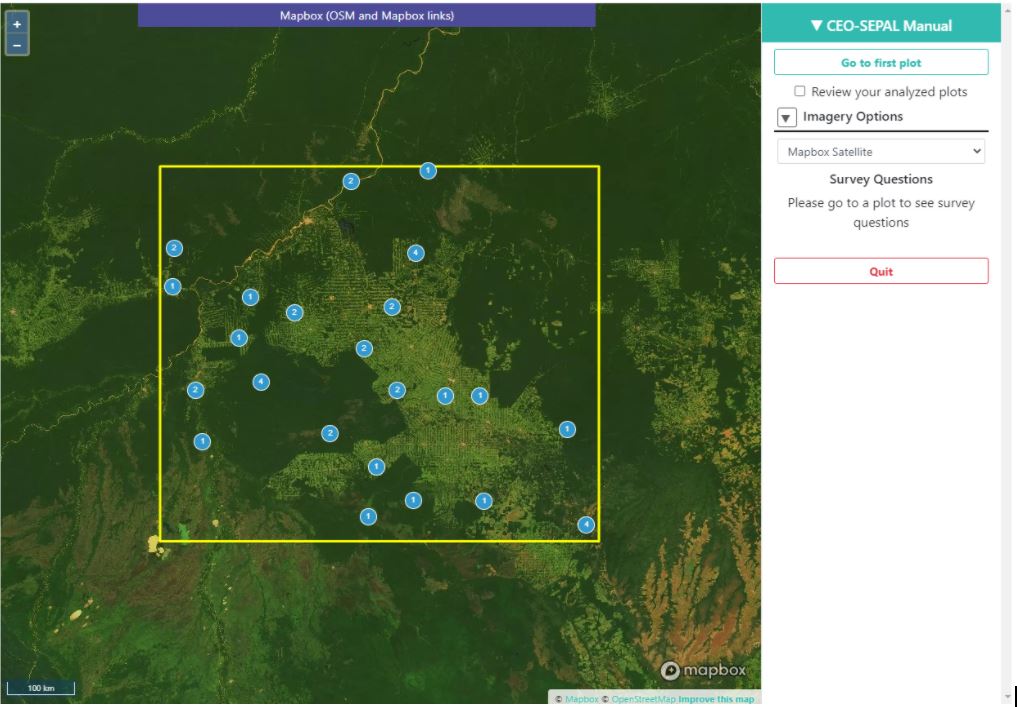 +
−
Mapbox (OSM and Mapbox links)
1
2
2
4
1
1
2
2
1
2
4
2
2
1
1
1
2
1
1
1
1
1
4
100 km
mapbox
© Mapbox © OpenStreetMap Improve this map
▼ CEO-SEPAL Manual
Go to first plot
Review your analyzed plots
▼ Imagery Options
Mapbox Satellite
Survey Questions
Please go to a plot to see survey
questions
Quit